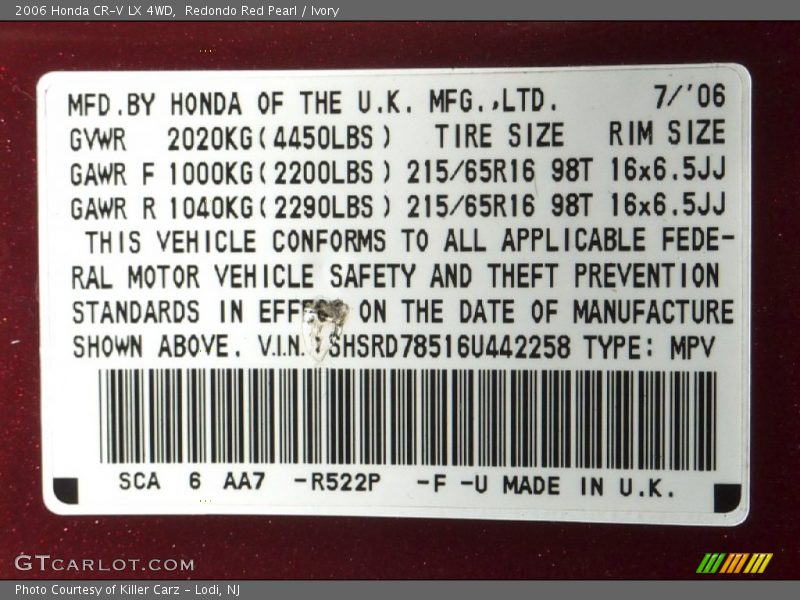 2006 Honda CR-V LX 4WD,  Redondo Red Pearl / Ivory
MFD.BY HONDA OF THE U.K. MFG.,LTD. 7/'06
GVWR 2020KG(4450LBS) TIRE SIZE RIM SIZE
GAWR F 1000KG(2200LBS) 215/65R16 98T 16x6.5JJ
GAWR R 1040KG(2290LBS) 215/65R16 98T 16x6.5JJ
THIS VEHICLE CONFORMS TO ALL APPLICABLE FEDE-
RAL MOTOR VEHICLE SAFETY AND THEFT PREVENTION
STANDARDS IN ON THE DATE OF MANUFACTURE
SHOWN ABOVE. V.I.N. SHSRD78516U442258 TYPE: MPV
SCA 6 AA7 -R522P -F -U MADE IN U.K.
GTCARLOT.COM
Photo Courtesy of Killer Carz - Lodi, NJ